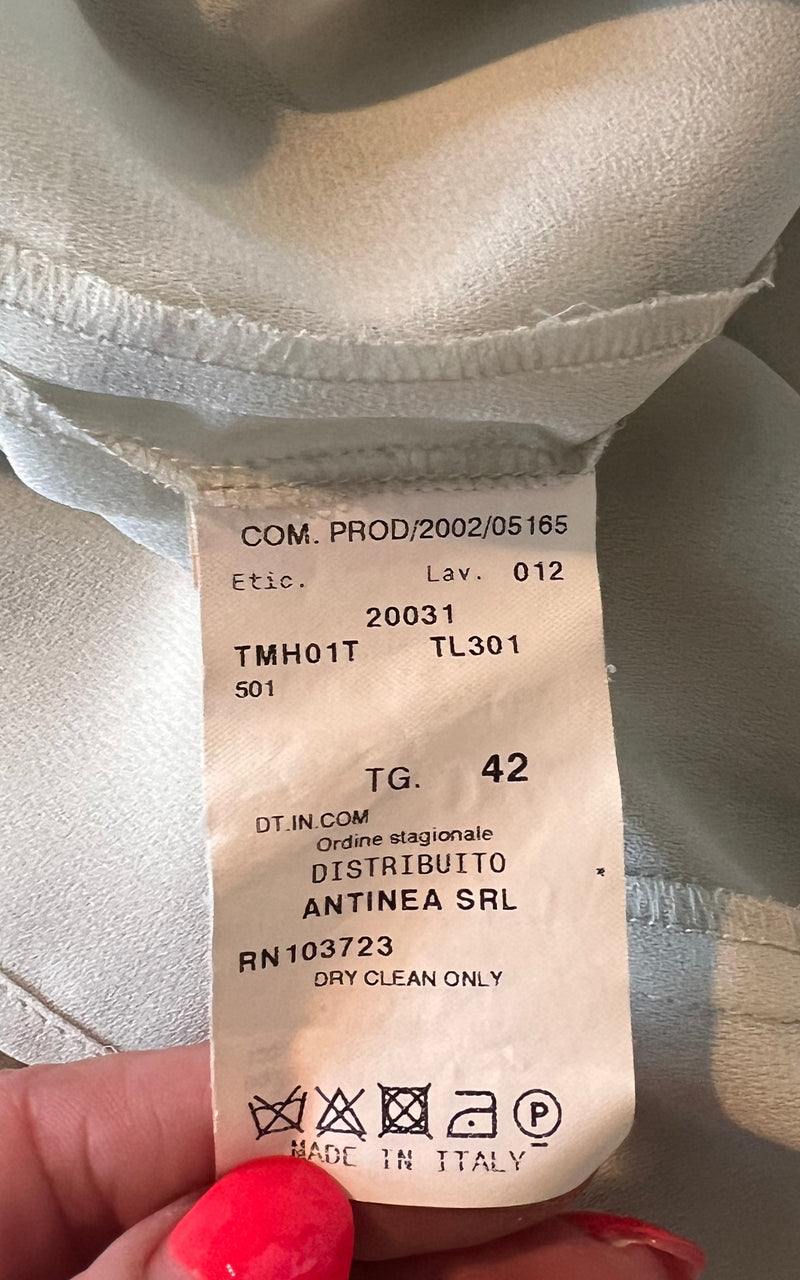 COM. PROD/2002/05165
Etic. Lav. 012
20031
TMH01T TL301
501
TG. 42
DT.IN.COM
Ordine stagionale
DISTRIBUITO
ANTINEA SRL
RN103723
DRY CLEAN ONLY
P
MADE IN ITALY